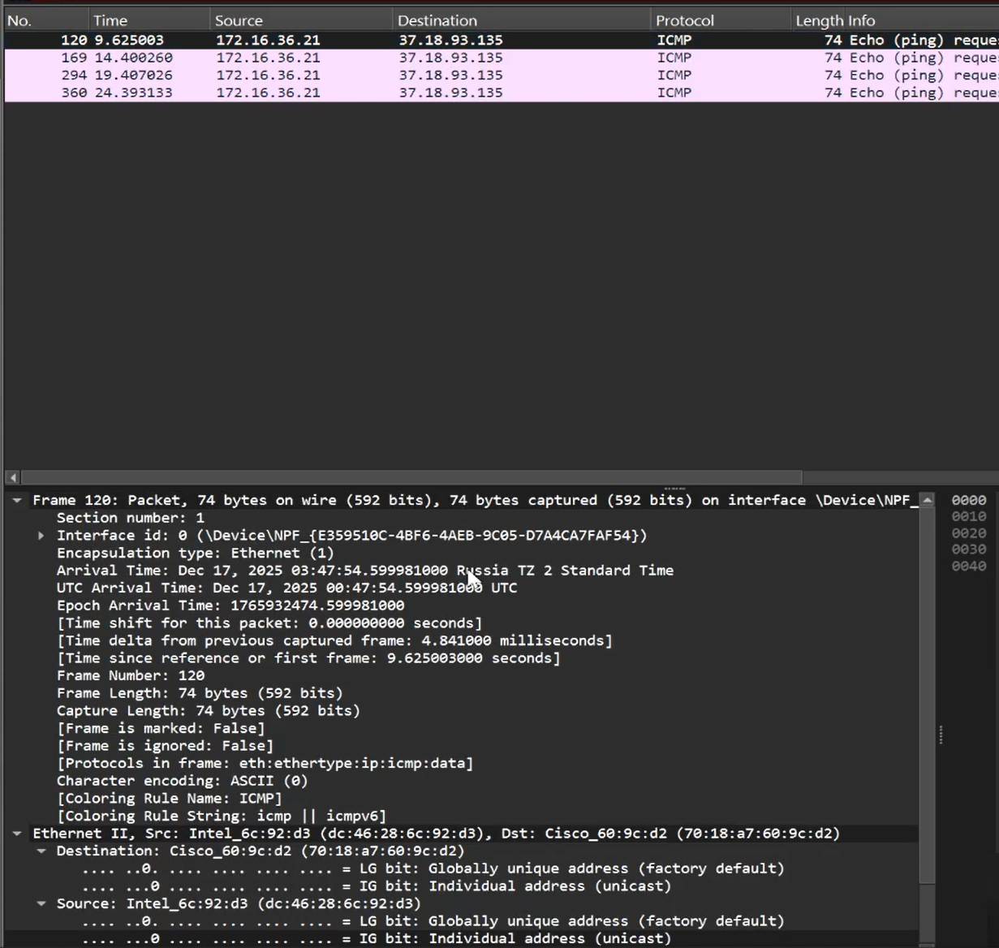 No. Time Source Destination Protocol Length Info
120 9.625003 172.16.36.21 37.18.93.135 ICMP 74 Echo (ping) reque
169 14.400260 172.16.36.21 37.18.93.135 ICMP 74 Echo (ping) reque
294 19.407026 172.16.36.21 37.18.93.135 ICMP 74 Echo (ping) reque
360 24.393133 172.16.36.21 37.18.93.135 ICMP 74 Echo (ping) reque
Frame 120: Packet, 74 bytes on wire (592 bits), 74 bytes captured (592 bits) on interface \Device\NPF_
Section number: 1
Interface id: 0 (\Device\NPF_{E359510C-4BF6-4AEB-9C05-D7A4CA7FAF54})
Encapsulation type: Ethernet (1)
Arrival Time: Dec 17, 2025 03:47:54.599981000 Russia TZ 2 Standard Time
UTC Arrival Time: Dec 17, 2025 00:47:54.599981000 UTC
Epoch Arrival Time: 1765932474.599981000
[Time shift for this packet: 0.000000000 seconds]
[Time delta from previous captured frame: 4.841000 milliseconds]
[Time since reference or first frame: 9.625003000 seconds]
Frame Number: 120
Frame Length: 74 bytes (592 bits)
Capture Length: 74 bytes (592 bits)
[Frame is marked: False]
[Frame is ignored: False]
[Protocols in frame: eth:ethertype:ip:icmp:data]
Character encoding: ASCII (0)
[Coloring Rule Name: ICMP]
[Coloring Rule String: icmp || icmpv6]
Ethernet II, Src: Intel_6c:92:d3 (dc:46:28:6c:92:d3), Dst: Cisco_60:9c:d2 (70:18:a7:60:9c:d2)
Destination: Cisco_60:9c:d2 (70:18:a7:60:9c:d2)
.... ..0. .... .... .... .... = LG bit: Globally unique address (factory default)
.... ...0 .... .... .... .... = IG bit: Individual address (unicast)
Source: Intel_6c:92:d3 (dc:46:28:6c:92:d3)
.... ..0. .... .... .... .... = LG bit: Globally unique address (factory default)
.... ...0 .... .... .... .... = IG bit: Individual address (unicast)
0000
0010
0020
0030
0040